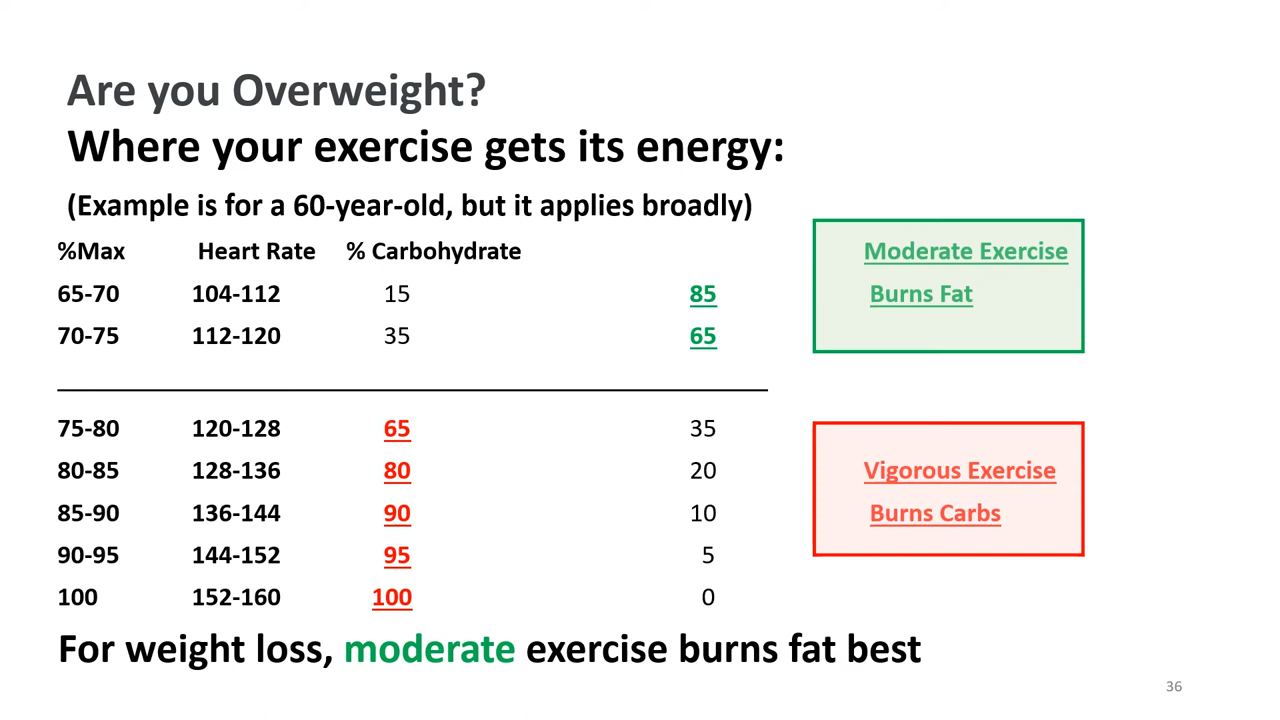 Are you Overweight?
Where your exercise gets its energy:
(Example is for a 60-year-old, but it applies broadly)
%Max Heart Rate % Carbohydrate
65-70 104-112 15 85
70-75 112-120 35 65
Moderate Exercise
Burns Fat
75-80 120-128 65 35
80-85 128-136 80 20
85-90 136-144 90 10
90-95 144-152 95 5
100 152-160 100 0
Vigorous Exercise
Burns Carbs
For weight loss, moderate exercise burns fat best
36